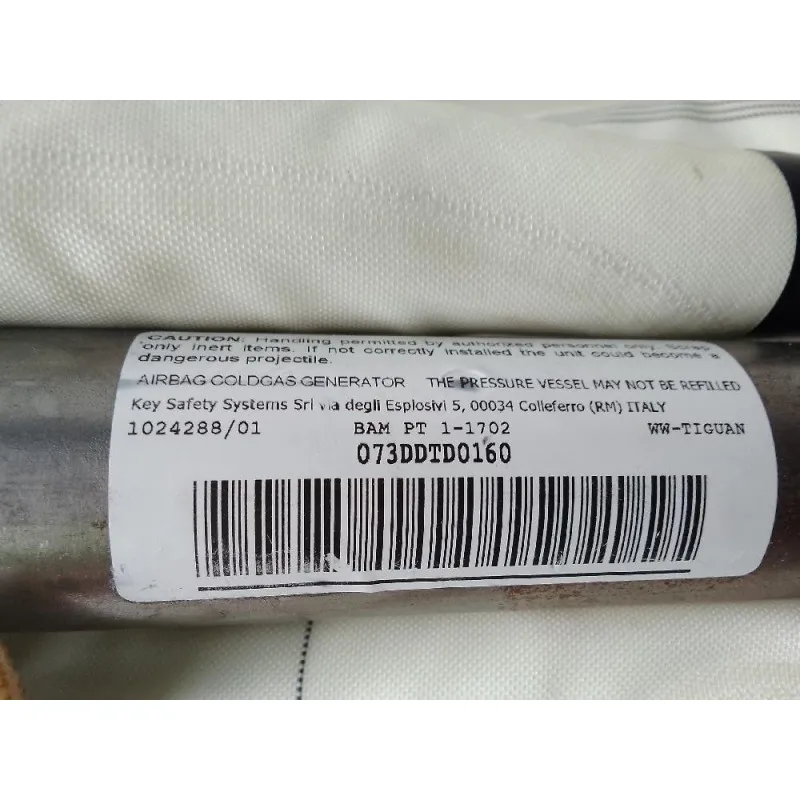 CAUTION: Handling permitted by authorized personnel only. Scrap
only inert items. If not correctly installed the unit could become a
dangerous projectile.
AIRBAG COLDGAS GENERATOR THE PRESSURE VESSEL MAY NOT BE REFILLED
Key Safety Systems Srl via degli Esplosivi 5, 00034 Colleferro (RM) ITALY
1024288/01 BAM PT 1-1702 WW-TIGUAN
073DDTD0160